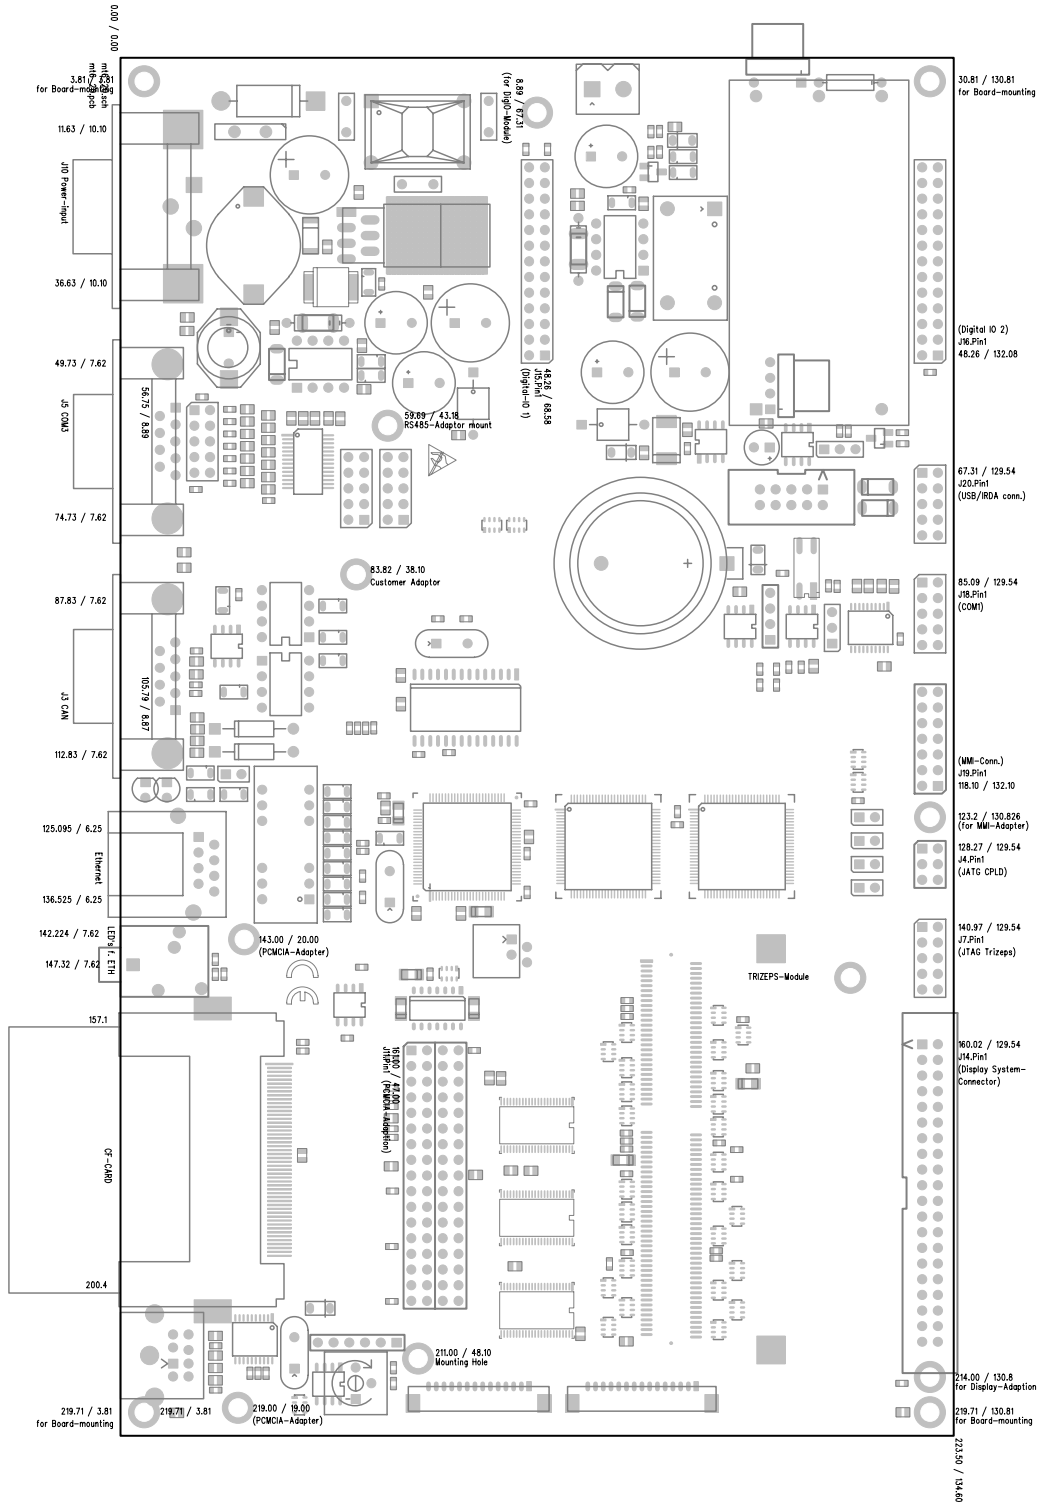 0.00 / 0.00
3.81 / 3.81
for Board-mounting
11.63 / 10.10
J10 Power-input
36.63 / 10.10
49.73 / 7.62
J5 COM3
56.75 / 8.89
74.73 / 7.62
87.83 / 7.62
J3 CAN
105.79 / 8.87
112.83 / 7.62
125.095 / 6.25
Ethernet
136.525 / 6.25
142.224 / 7.62
LED's f. ETH
147.32 / 7.62
157.1
CF-CARD
200.4
219.71 / 3.81
for Board-mounting
219.71 / 3.81
8.89 / 67.31
(for DigIO-Module)
48.26 / 68.58
J15.Pin1
(Digital-IO 1)
59.69 / 43.18
RS485-Adaptor mount
83.82 / 38.10
Customer Adaptor
143.00 / 20.00
(PCMCIA-Adapter)
161.00 / 47.00
J11.Pin1
(PCMCIA-Adaption)
TRIZEPS-Module
211.00 / 48.10
Mounting Hole
219.00 / 19.00
(PCMCIA-Adapter)
30.81 / 130.81
for Board-mounting
(Digital IO 2)
J16.Pin1
48.26 / 132.08
67.31 / 129.54
J20.Pin1
(USB/IRDA conn.)
85.09 / 129.54
J18.Pin1
(COM1)
(MMI-Conn.)
J19.Pin1
118.10 / 132.10
123.2 / 130.826
(for MMI-Adapter)
128.27 / 129.54
J4.Pin1
(JATG CPLD)
140.97 / 129.54
J7.Pin1
(JTAG Trizeps)
160.02 / 129.54
J14.Pin1
(Display System-
Connector)
214.00 / 130.8
for Display-Adaption
219.71 / 130.81
for Board-mounting
223.50 / 134.60